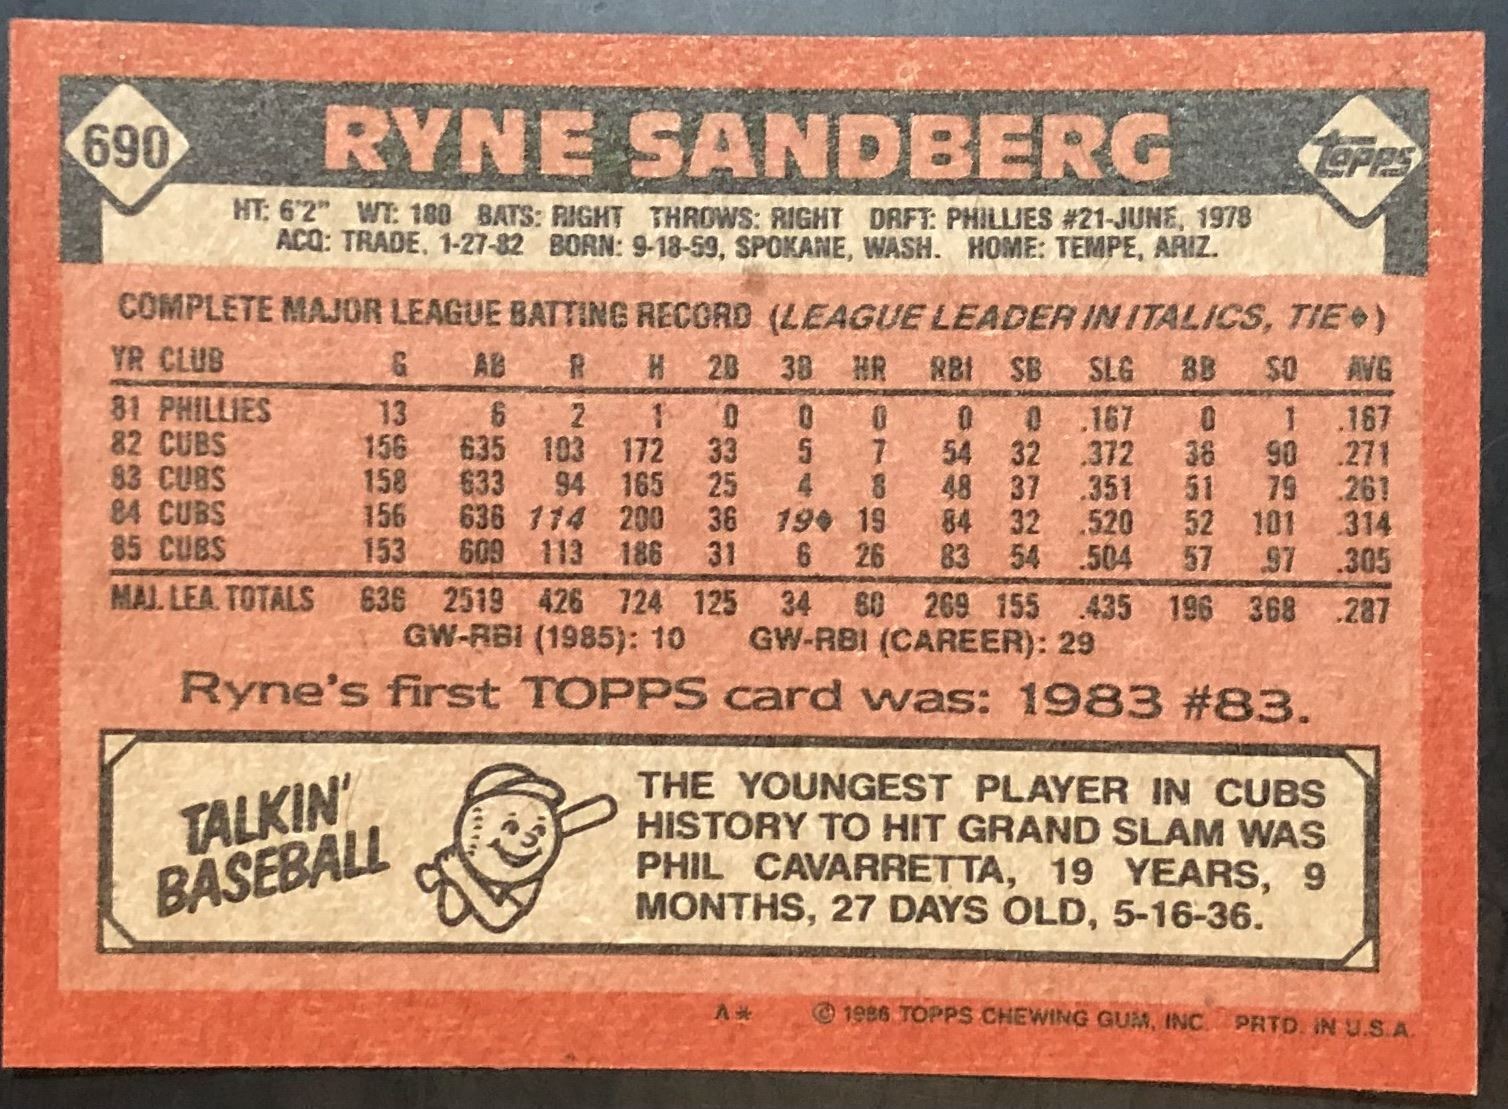 690
RYNE SANDBERG
topps
HT: 6'2" WT: 180 BATS: RIGHT THROWS: RIGHT DRFT: PHILLIES #21-JUNE, 1978
ACQ: TRADE, 1-27-82 BORN: 9-18-59, SPOKANE, WASH. HOME: TEMPE, ARIZ.
COMPLETE MAJOR LEAGUE BATTING RECORD (LEAGUE LEADER IN ITALICS, TIE♦)
YR CLUB G AB R H 2B 3B HR RBI SB SLG BB SO AVG
81 PHILLIES 13 6 2 1 0 0 0 0 0 .167 0 1 .167
82 CUBS 156 635 103 172 33 5 7 54 32 .372 36 90 .271
83 CUBS 158 633 94 165 25 4 8 48 37 .351 51 79 .261
84 CUBS 156 636 114 200 36 19♦ 19 84 32 .520 52 101 .314
85 CUBS 153 609 113 186 31 6 26 83 54 .504 57 97 .305
MAJ. LEA. TOTALS 636 2519 426 724 125 34 60 269 155 .435 196 368 .287
GW-RBI (1985): 10 GW-RBI (CAREER): 29
Ryne's first TOPPS card was: 1983 #83.
TALKIN'
BASEBALL
THE YOUNGEST PLAYER IN CUBS
HISTORY TO HIT GRAND SLAM WAS
PHIL CAVARRETTA, 19 YEARS, 9
MONTHS, 27 DAYS OLD, 5-16-36.
A* © 1986 TOPPS CHEWING GUM, INC. PRTD. IN U.S.A.